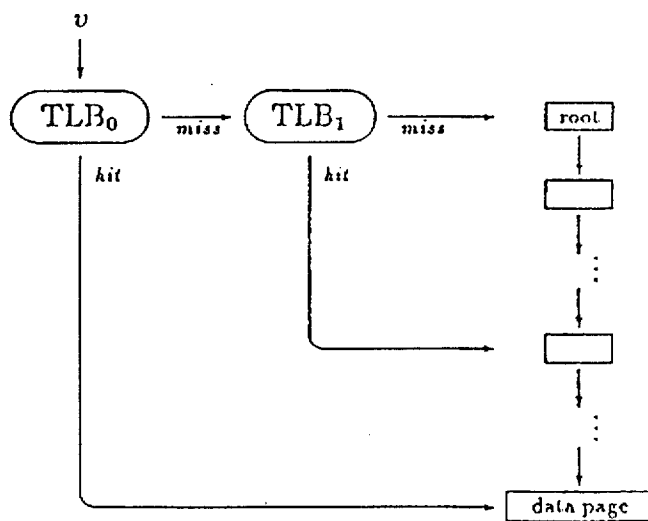 v
TLB₀ miss TLB₁ miss root
hit hit
⋮
⋮
data page